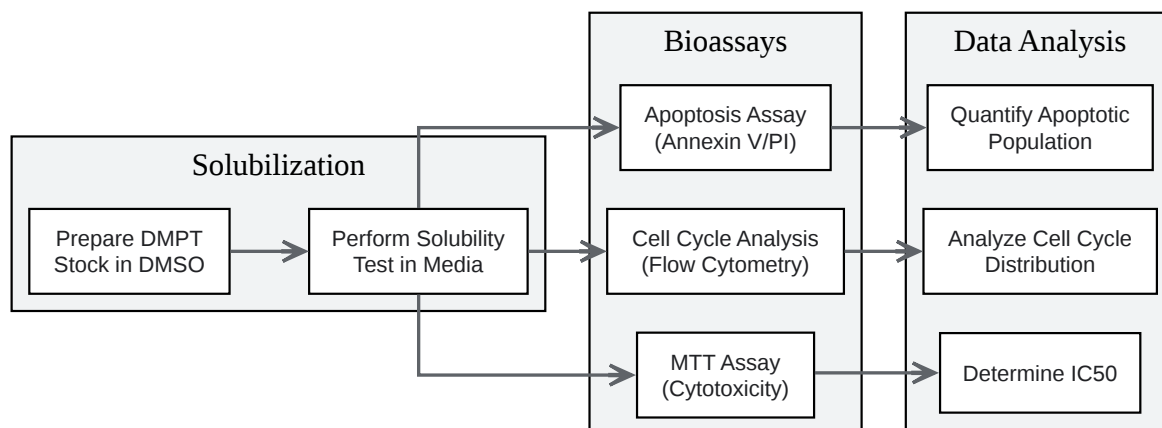 Solubilization
Prepare DMPT
Stock in DMSO
Perform Solubility
Test in Media
Bioassays
Apoptosis Assay
(Annexin V/PI)
Cell Cycle Analysis
(Flow Cytometry)
MTT Assay
(Cytotoxicity)
Data Analysis
Quantify Apoptotic
Population
Analyze Cell Cycle
Distribution
Determine IC50